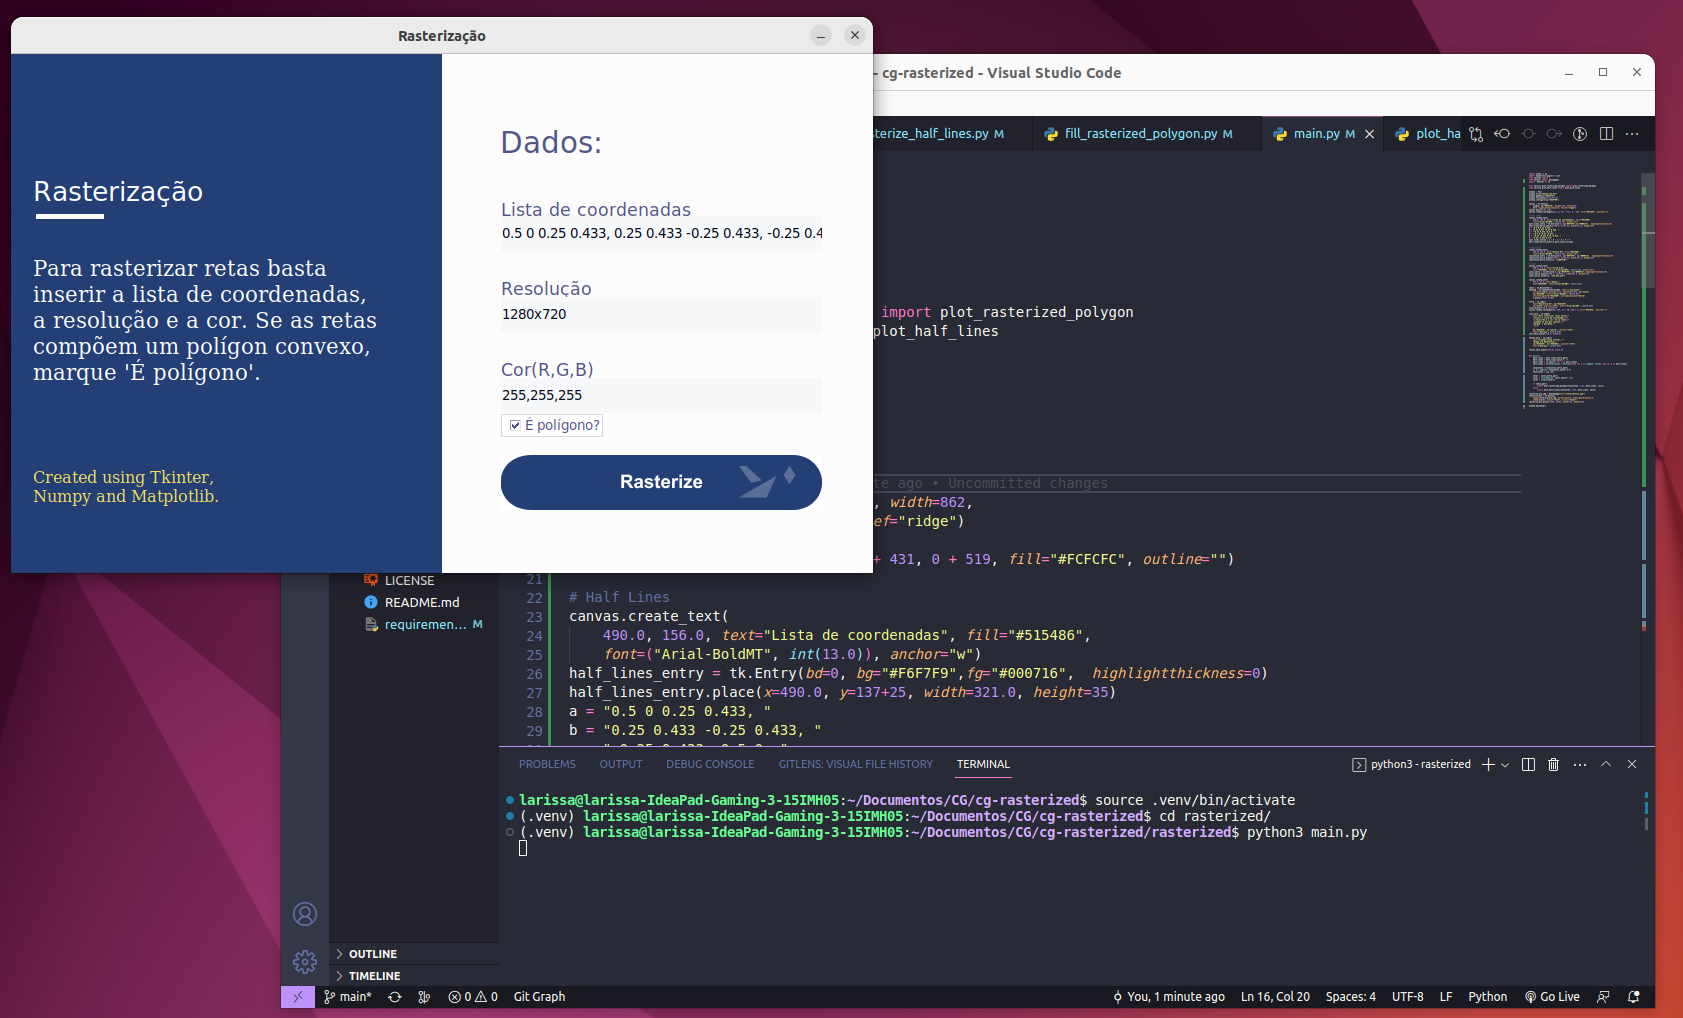 Rasterização
Rasterização
Para rasterizar retas basta
inserir a lista de coordenadas,
a resolução e a cor. Se as retas
compõem um polígon convexo,
marque 'É polígono'.
Created using Tkinter,
Numpy and Matplotlib.
Dados:
Lista de coordenadas
0.5 0 0.25 0.433, 0.25 0.433 -0.25 0.433, -0.25 0.4
Resolução
1280x720
Cor(R,G,B)
255,255,255
É polígono?
Rasterize
- cg-rasterized - Visual Studio Code
sterize_half_lines.py M
fill_rasterized_polygon.py M
main.py M
plot_ha
import plot_rasterized_polygon
plot_half_lines
te ago • Uncommitted changes
, width=862,
ef="ridge")
+ 431, 0 + 519, fill="#FCFCFC", outline="")
LICENSE
README.md
requiremen... M
21
22 # Half Lines
23 canvas.create_text(
24 490.0, 156.0, text="Lista de coordenadas", fill="#515486",
25 font=("Arial-BoldMT", int(13.0)), anchor="w")
26 half_lines_entry = tk.Entry(bd=0, bg="#F6F7F9",fg="#000716",  highlightthickness=0)
27 half_lines_entry.place(x=490.0, y=137+25, width=321.0, height=35)
28 a = "0.5 0 0.25 0.433, "
29 b = "0.25 0.433 -0.25 0.433, "
PROBLEMS OUTPUT DEBUG CONSOLE GITLENS: VISUAL FILE HISTORY TERMINAL
python3 - rasterized
larissa@larissa-IdeaPad-Gaming-3-15IMH05:~/Documentos/CG/cg-rasterized$ source .venv/bin/activate
(.venv) larissa@larissa-IdeaPad-Gaming-3-15IMH05:~/Documentos/CG/cg-rasterized$ cd rasterized/
(.venv) larissa@larissa-IdeaPad-Gaming-3-15IMH05:~/Documentos/CG/cg-rasterized/rasterized$ python3 main.py
OUTLINE
TIMELINE
main* 0 0 Git Graph
You, 1 minute ago Ln 16, Col 20 Spaces: 4 UTF-8 LF Python Go Live